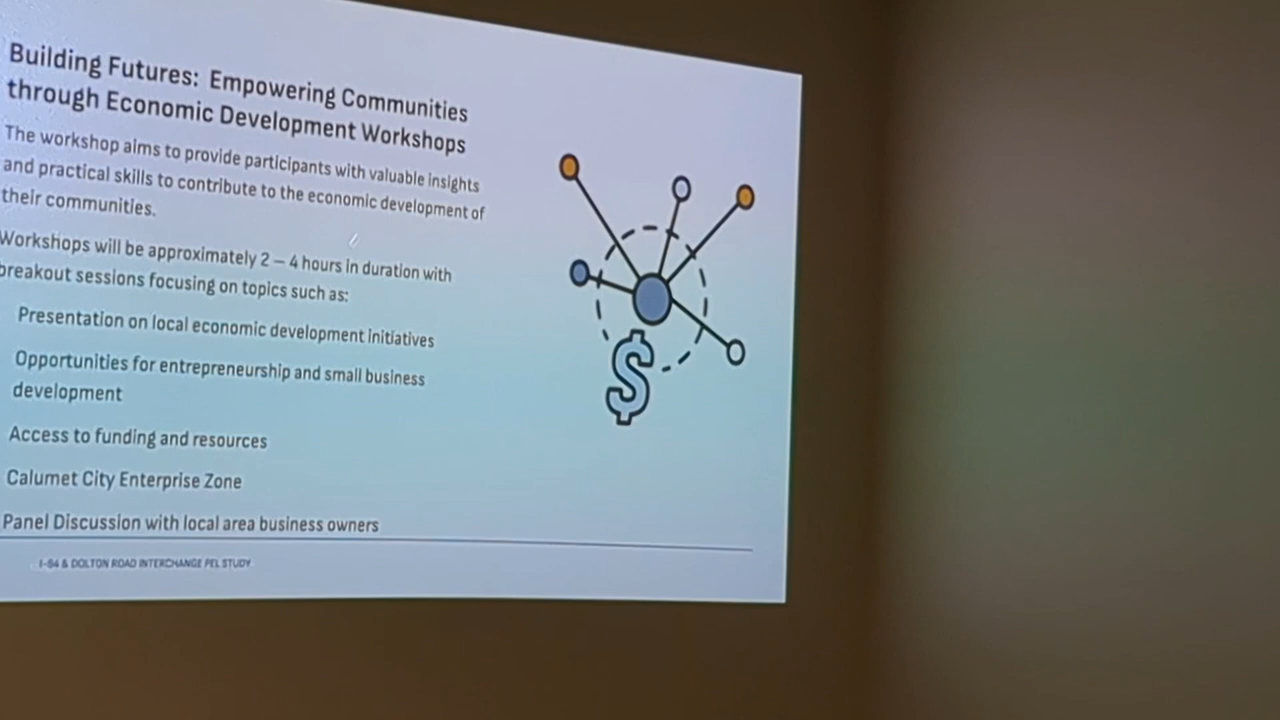 Building Futures: Empowering Communities
through Economic Development Workshops
The workshop aims to provide participants with valuable insights
and practical skills to contribute to the economic development of
their communities.
Workshops will be approximately 2 – 4 hours in duration with
breakout sessions focusing on topics such as:
Presentation on local economic development initiatives
Opportunities for entrepreneurship and small business
development
Access to funding and resources
Calumet City Enterprise Zone
Panel Discussion with local area business owners
I-94 & DOLTON ROAD INTERCHANGE PEL STUDY
$